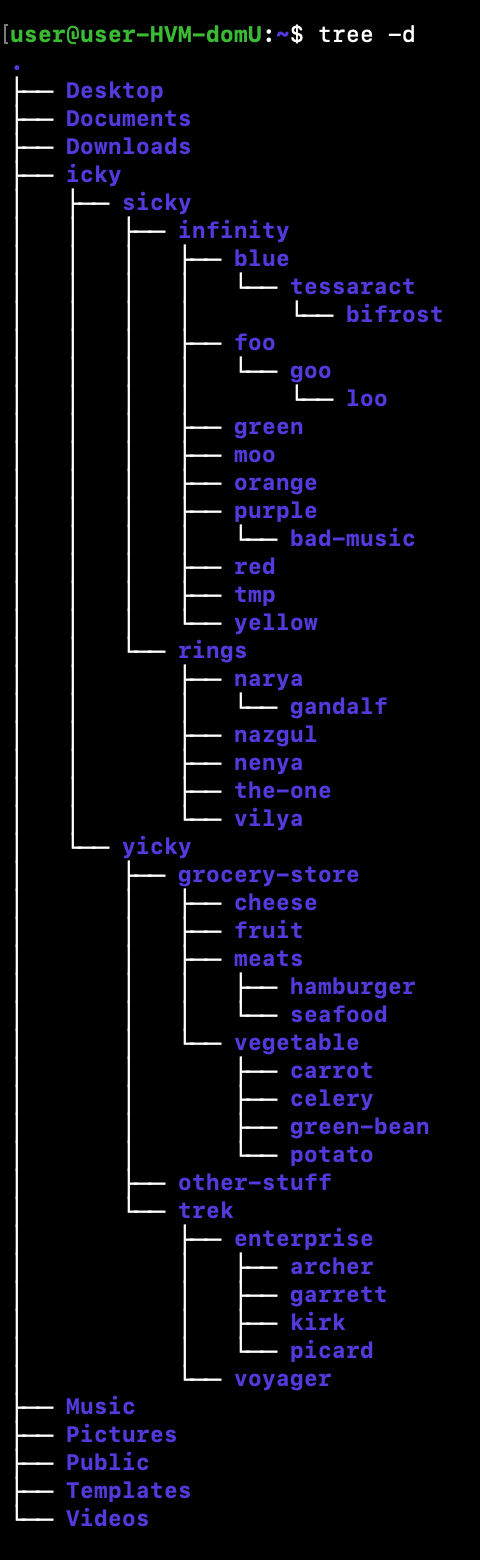 [user@user-HVM-domU:~$ tree -d
.
├── Desktop
├── Documents
├── Downloads
├── icky
│   ├── sicky
│   │   ├── infinity
│   │   │   ├── blue
│   │   │   │   └── tessaract
│   │   │   │       └── bifrost
│   │   │   ├── foo
│   │   │   │   └── goo
│   │   │   │       └── loo
│   │   │   ├── green
│   │   │   ├── moo
│   │   │   ├── orange
│   │   │   ├── purple
│   │   │   │   └── bad-music
│   │   │   ├── red
│   │   │   ├── tmp
│   │   │   └── yellow
│   │   └── rings
│   │       ├── narya
│   │       │   └── gandalf
│   │       ├── nazgul
│   │       ├── nenya
│   │       ├── the-one
│   │       └── vilya
│   └── yicky
│       ├── grocery-store
│       │   ├── cheese
│       │   ├── fruit
│       │   ├── meats
│       │   │   ├── hamburger
│       │   │   └── seafood
│       │   └── vegetable
│       │       ├── carrot
│       │       ├── celery
│       │       ├── green-bean
│       │       └── potato
│       ├── other-stuff
│       └── trek
│           ├── enterprise
│           │   ├── archer
│           │   ├── garrett
│           │   ├── kirk
│           │   └── picard
│           └── voyager
├── Music
├── Pictures
├── Public
├── Templates
└── Videos